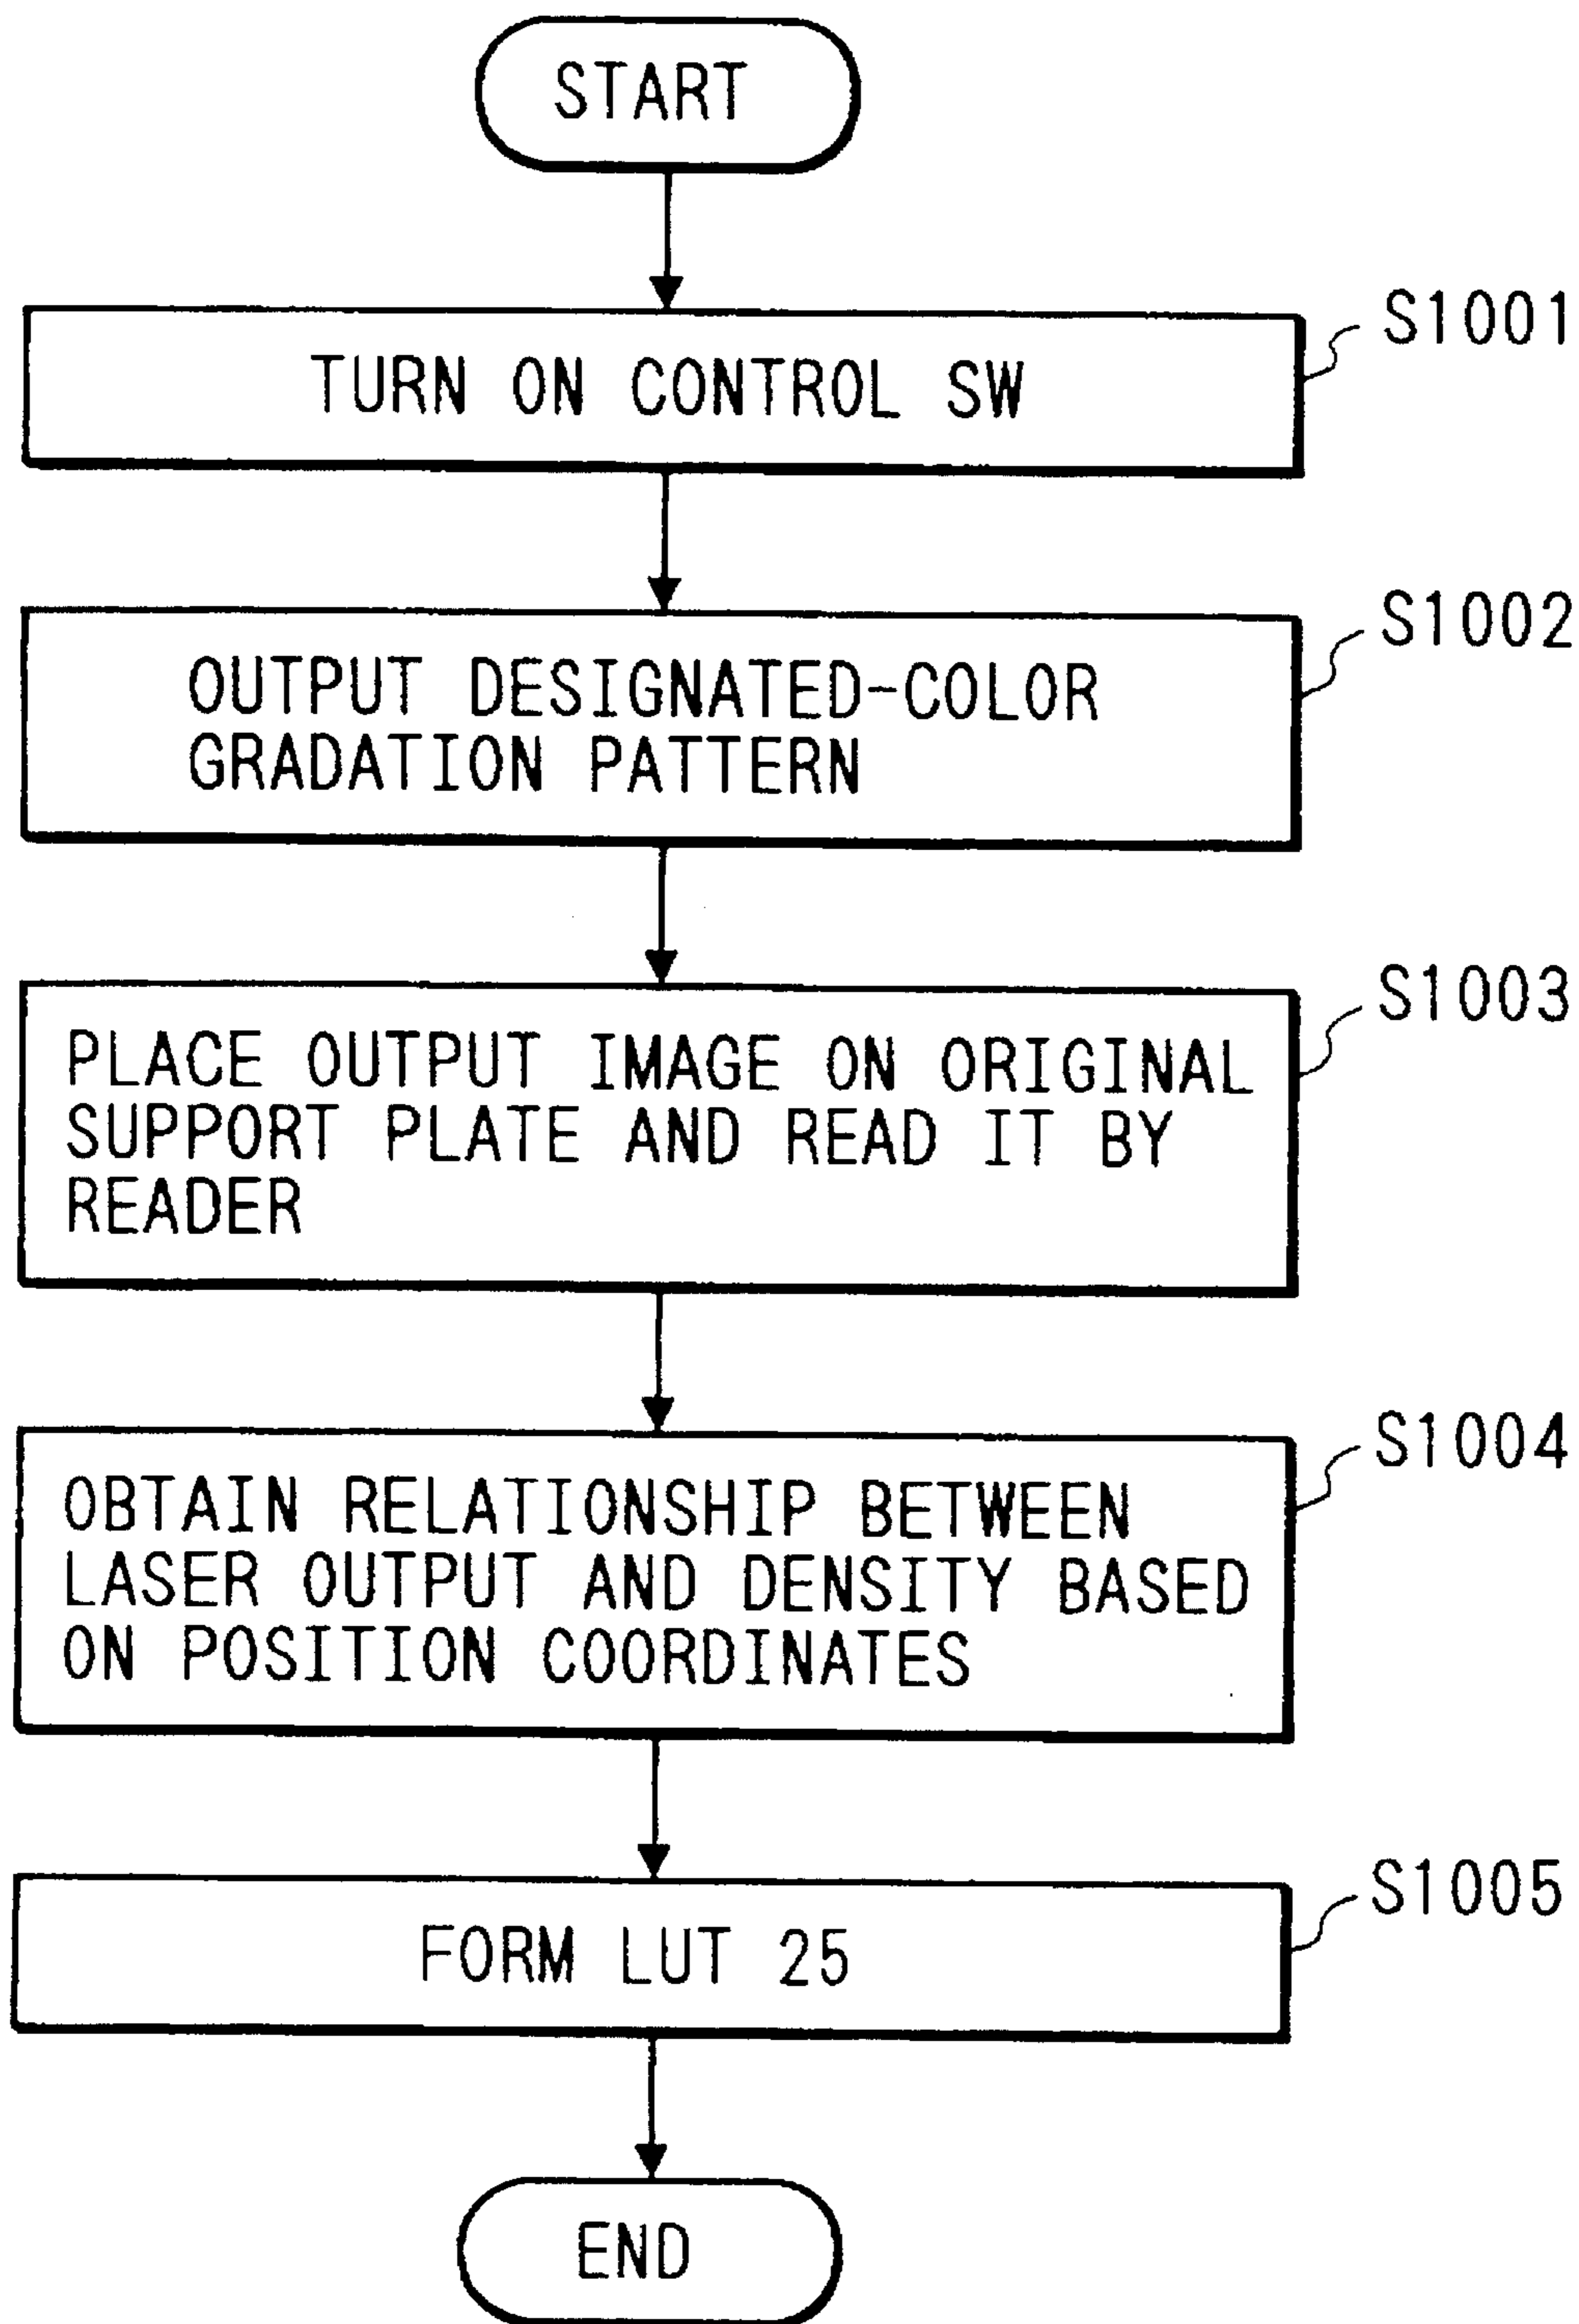 START
S1001
TURN ON CONTROL SW
S1002
OUTPUT DESIGNATED-COLOR
GRADATION PATTERN
S1003
PLACE OUTPUT IMAGE ON ORIGINAL
SUPPORT PLATE AND READ IT BY
READER
S1004
OBTAIN RELATIONSHIP BETWEEN
LASER OUTPUT AND DENSITY BASED
ON POSITION COORDINATES
S1005
FORM LUT 25
END